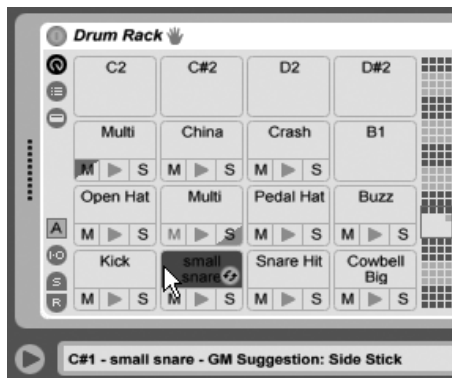 Drum Rack
C2 C#2 D2 D#2
Multi China Crash B1
M S M S M S
Open Hat Multi Pedal Hat Buzz
A M S M S M S M S
I·O Kick small snare Snare Hit Cowbell Big
S
R M S M S M S M S
C#1 - small snare - GM Suggestion: Side Stick